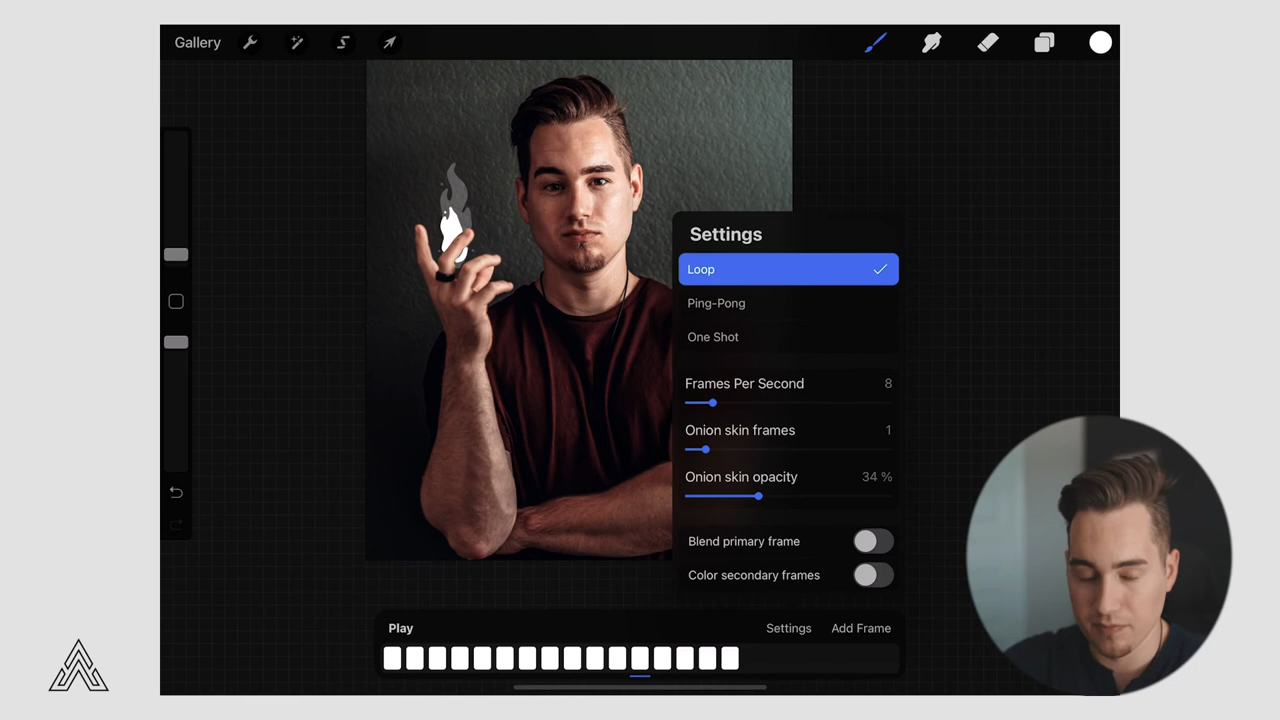 Gallery
Settings
Loop
Ping-Pong
One Shot
Frames Per Second 8
Onion skin frames 1
Onion skin opacity 34 %
Blend primary frame
Color secondary frames
Play Settings Add Frame